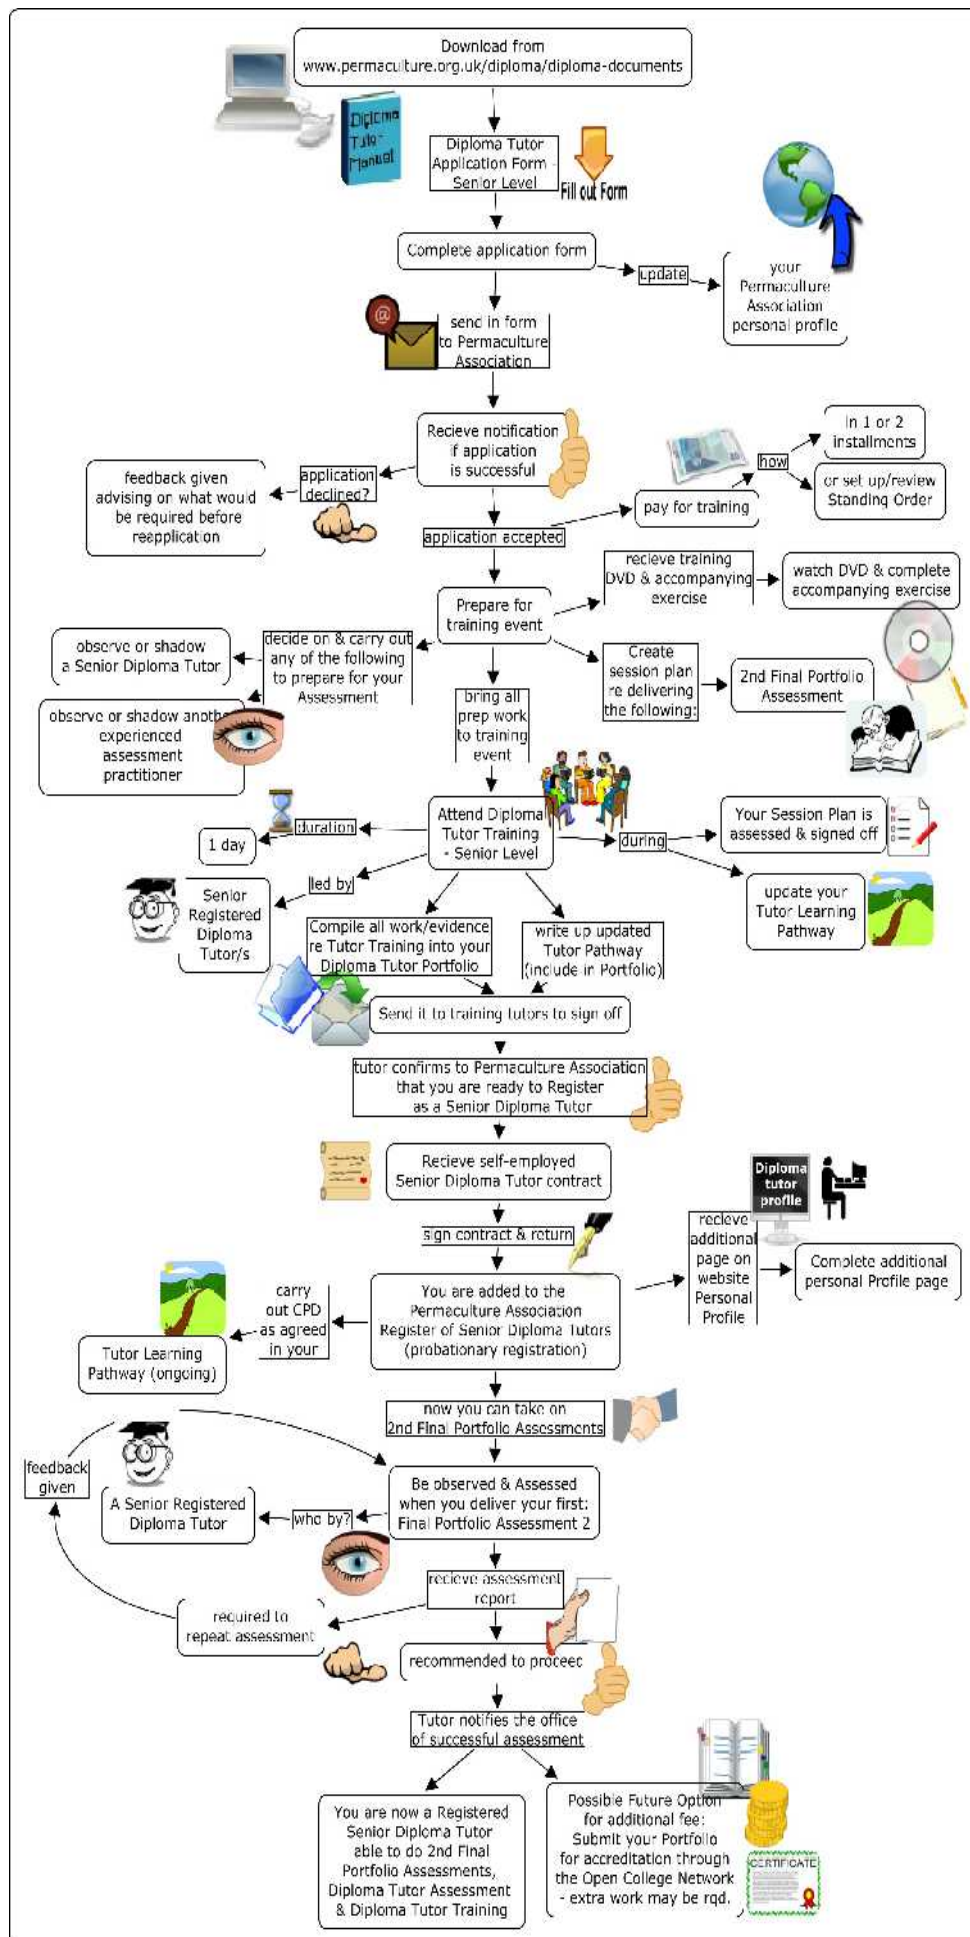 Download from
www.permaculture.org.uk/diploma/diploma-documents
Diploma
Tutor
Manual
Diploma Tutor
Application Form -
Senior Level
Fill out Form
Complete application form
update
your
Permaculture
Association
personal profile
@
send in form
to Permaculture
Association
Recieve notification
if application
is successful
application
declined?
feedback given
advising on what would
be required before
reapplication
application accepted
pay for training
how
in 1 or 2
installments
or set up/review
Standing Order
Prepare for
training event
recieve training
DVD & accompanying
exercise
watch DVD & complete
accompanying exercise
decide on & carry out
any of the following
to prepare for your
Assessment
observe or shadow
a Senior Diploma Tutor
observe or shadow anothe
experienced
assessment
practitioner
Create
session plan
re delivering
the following:
2nd Final Portfolio
Assessment
bring all
prep work
to training
event
Attend Diploma
Tutor Training
- Senior Level
duration
1 day
led by
Senior
Registered
Diploma
Tutor/s
during
Your Session Plan is
assessed & signed off
update your
Tutor Learning
Pathway
Compile all work/evidence
re Tutor Training into your
Diploma Tutor Portfolio
write up updated
Tutor Pathway
(include in Portfolio)
Send it to training tutors to sign off
tutor confirms to Permaculture Association
that you are ready to Register
as a Senior Diploma Tutor
Recieve self-employed
Senior Diploma Tutor contract
sign contract & return
Diploma
tutor
profile
recieve
additional
page on
website
Personal
Profile
Complete additional
personal Profile page
You are added to the
Permaculture Association
Register of Senior Diploma Tutors
(probationary registration)
carry
out CPD
as agreed
in your
Tutor Learning
Pathway (ongoing)
now you can take on
2nd Final Portfolio Assessments
Be observed & Assessed
when you deliver your first:
Final Portfolio Assessment 2
who by?
A Senior Registered
Diploma Tutor
feedback
given
recieve assessment
report
required to
repeat assessment
recommended to proceed
Tutor notifies the office
of successful assessment
You are now a Registered
Senior Diploma Tutor
able to do 2nd Final
Portfolio Assessments,
Diploma Tutor Assessment
& Diploma Tutor Training
Possible Future Option
for additional fee:
Submit your Portfolio
for accreditation through
the Open College Network
- extra work may be rqd.
CERTIFICATE